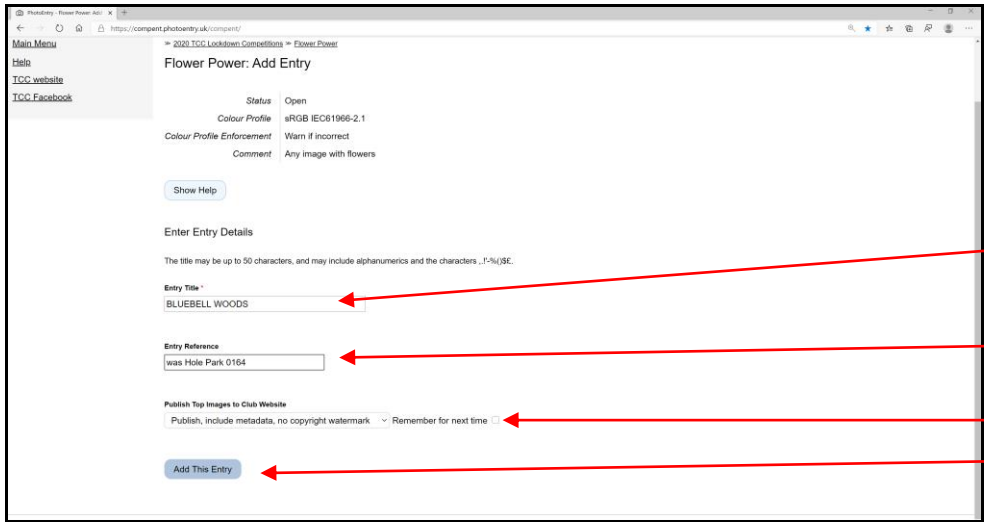 PhotoEntry - Flower Power: Add
https://compent.photoentry.uk/compent/
Main Menu
Help
TCC website
TCC Facebook
2020 TCC Lockdown Competitions Flower Power
Flower Power: Add Entry
Status Open
Colour Profile sRGB IEC61966-2.1
Colour Profile Enforcement Warn if incorrect
Comment Any image with flowers
Show Help
Enter Entry Details
The title may be up to 50 characters, and may include alphanumerics and the characters ,.!'-%()$£.
Entry Title *
BLUEBELL WOODS
Entry Reference
was Hole Park 0164
Publish Top Images to Club Website
Publish, include metadata, no copyright watermark Remember for next time
Add This Entry